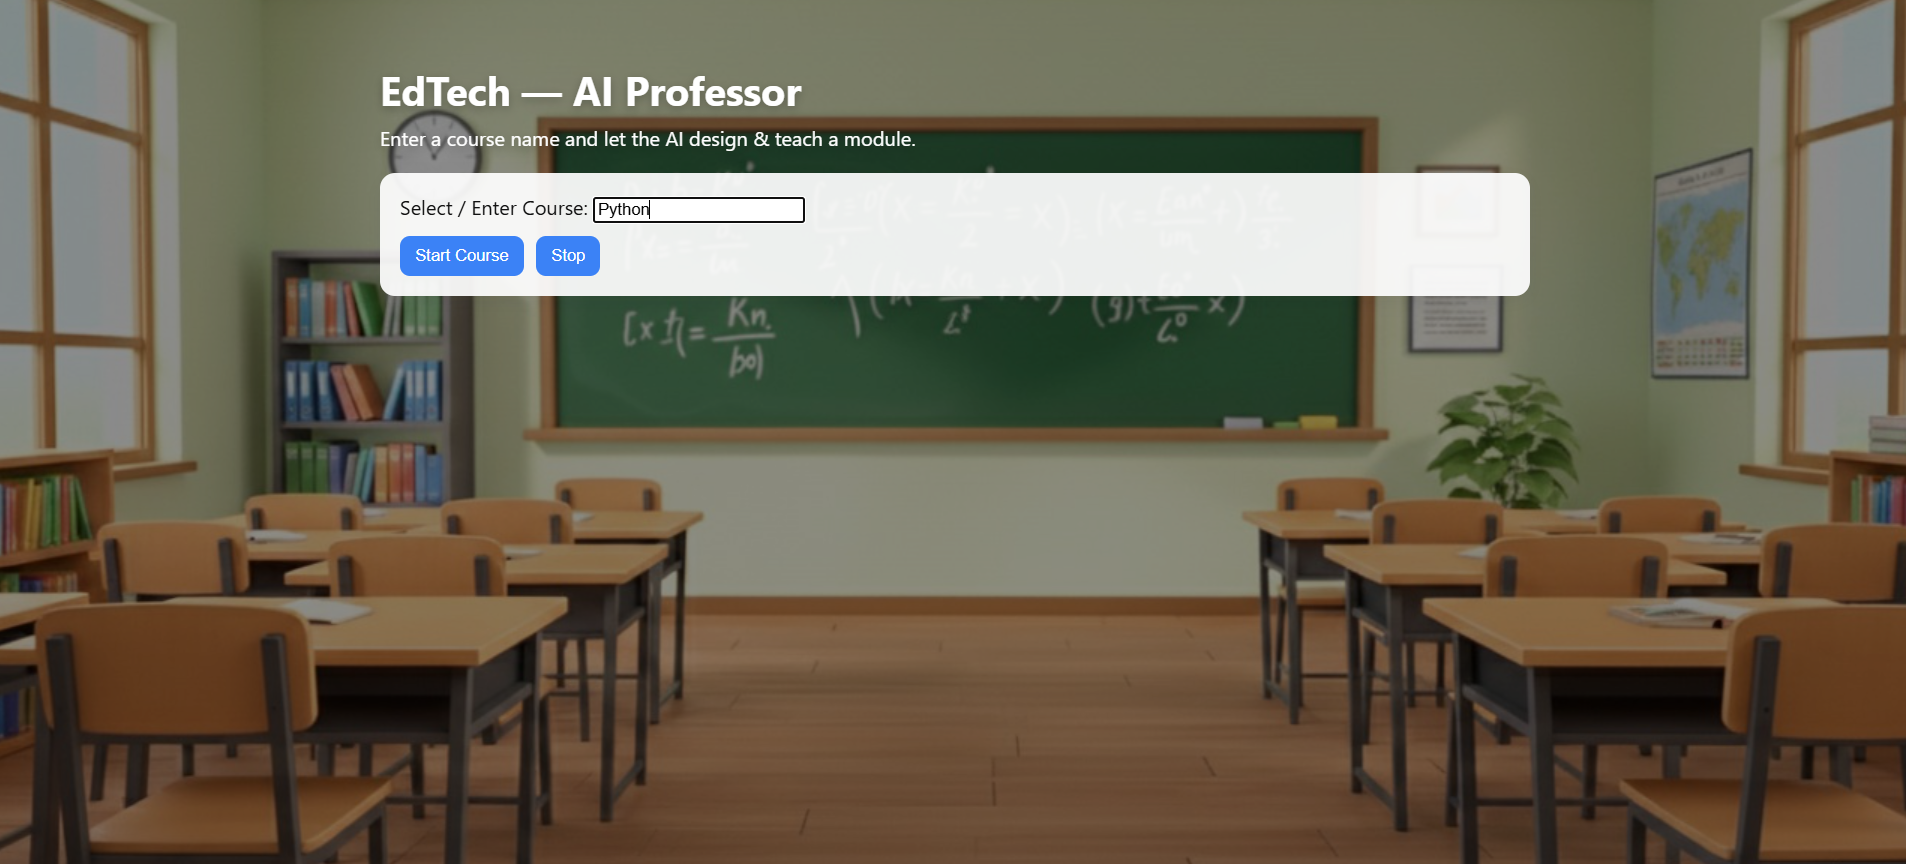 EdTech — AI Professor
Enter a course name and let the AI design & teach a module.
Select / Enter Course: Python
Start Course Stop